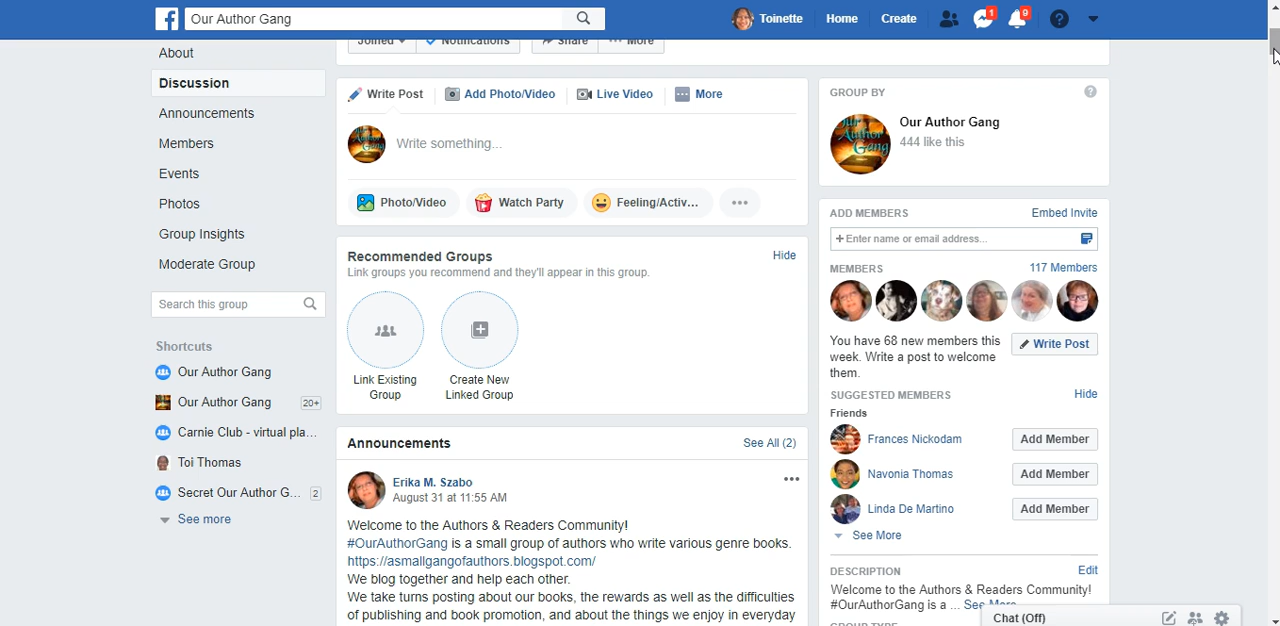 Our Author Gang
Toinette Home Create 1 9
About
Discussion
Announcements
Members
Events
Photos
Group Insights
Moderate Group
Search this group
Shortcuts
Our Author Gang
Our Author Gang 20+
Carnie Club - virtual pla...
Toi Thomas
Secret Our Author G... 2
See more
Joined Notifications Share ... More
Write Post Add Photo/Video Live Video More
Write something...
Photo/Video Watch Party Feeling/Activ...
Recommended Groups Hide
Link groups you recommend and they'll appear in this group.
Link Existing Group
Create New Linked Group
Announcements See All (2)
Erika M. Szabo
August 31 at 11:55 AM
Welcome to the Authors & Readers Community!
#OurAuthorGang is a small group of authors who write various genre books.
https://asmallgangofauthors.blogspot.com/
We blog together and help each other.
We take turns posting about our books, the rewards as well as the difficulties
of publishing and book promotion, and about the things we enjoy in everyday
GROUP BY
Our Author Gang
Our Author Gang
444 like this
ADD MEMBERS Embed Invite
+ Enter name or email address...
MEMBERS 117 Members
You have 68 new members this
week. Write a post to welcome
them.
Write Post
SUGGESTED MEMBERS Hide
Friends
Frances Nickodam Add Member
Navonia Thomas Add Member
Linda De Martino Add Member
See More
DESCRIPTION Edit
Welcome to the Authors & Readers Community!
#OurAuthorGang is a ... See More
GROUP TYPE
Chat (Off)